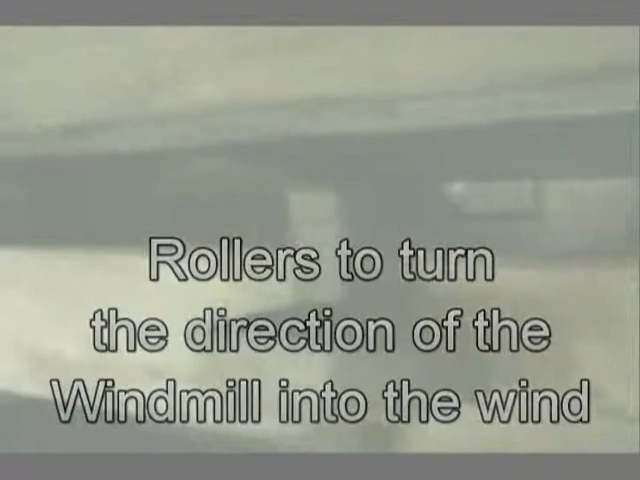 Rollers to turn
the direction of the
Windmill into the wind